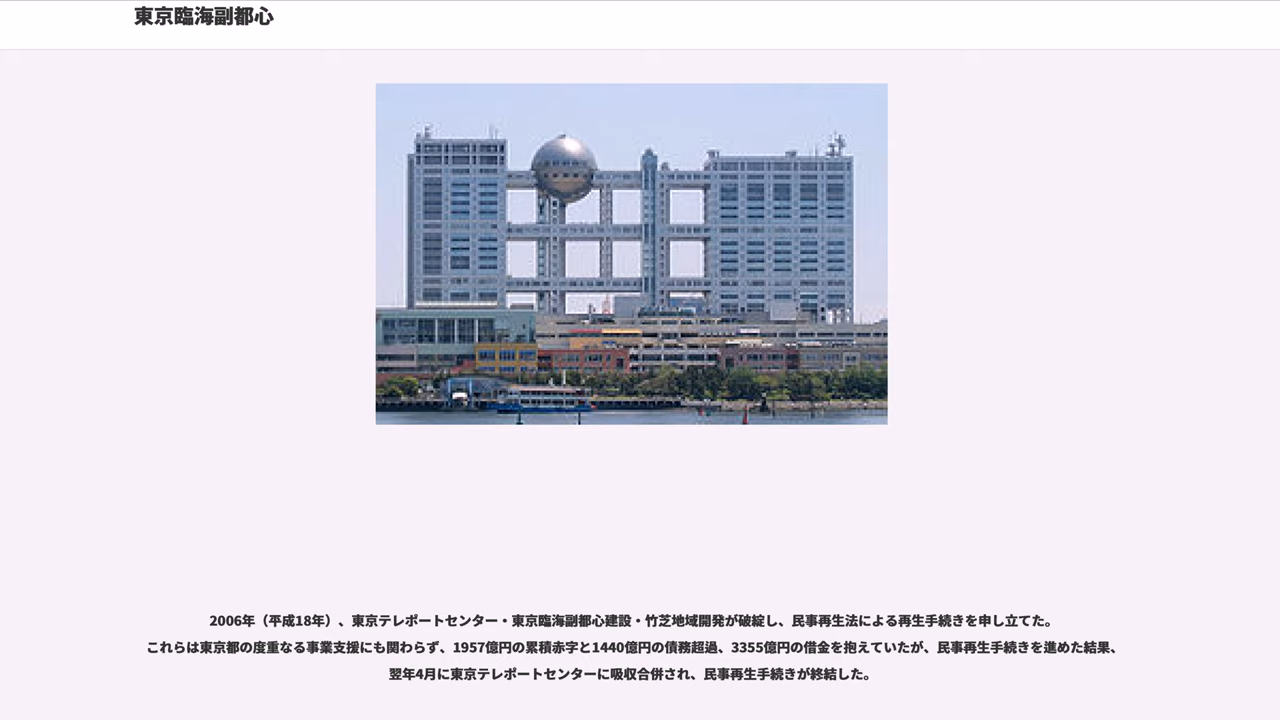 東京臨海副都心
2006年（平成18年）、東京テレポートセンター・東京臨海副都心建設・竹芝地域開発が破綻し、民事再生法による再生手続きを申し立てた。
これらは東京都の度重なる事業支援にも関わらず、1957億円の累積赤字と1440億円の債務超過、3355億円の借金を抱えていたが、民事再生手続きを進めた結果、
翌年4月に東京テレポートセンターに吸収合併され、民事再生手続きが終結した。